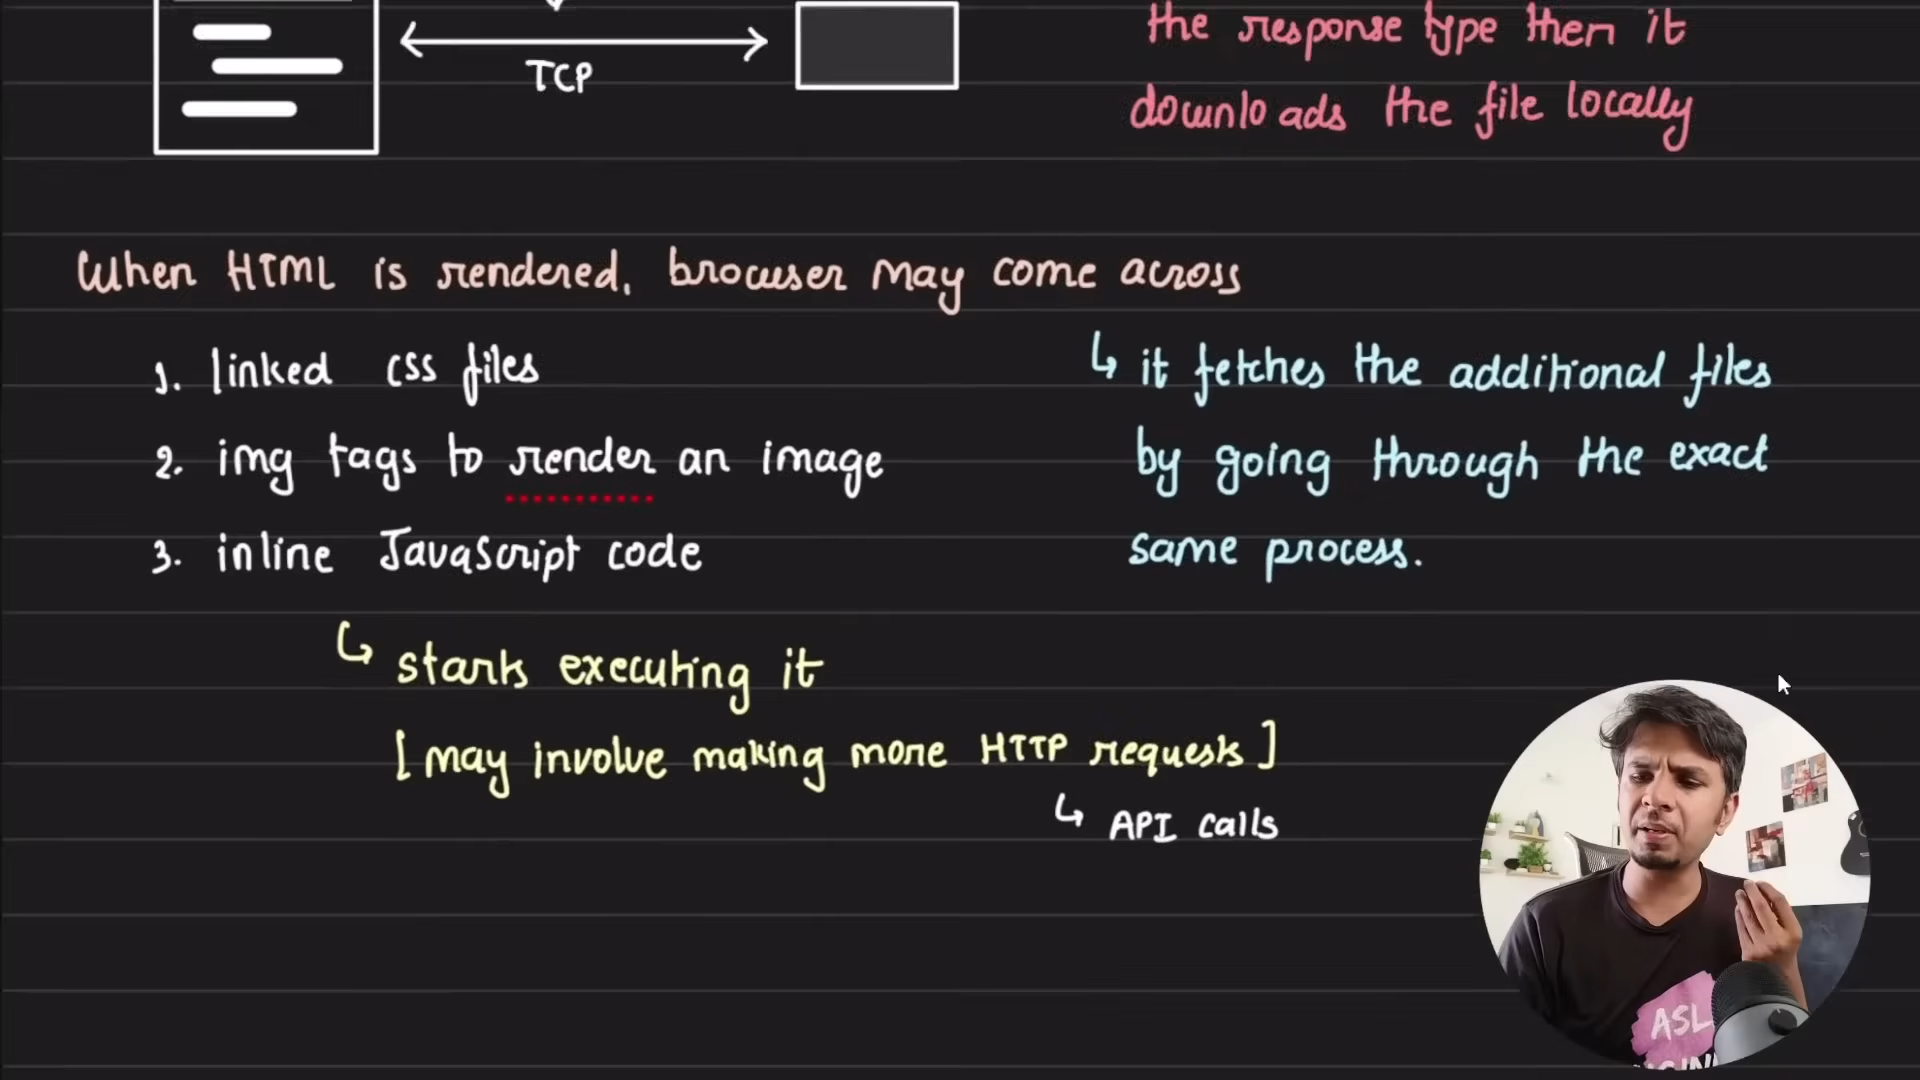 TCP
the response type then it
downloads the file locally
When HTML is rendered, browser may come across
1. linked css files
2. img tags to render an image
3. inline JavaScript code
↳ it fetches the additional files
by going through the exact
same process.
↳ starts executing it
[may involve making more HTTP requests]
↳ API calls
ASL